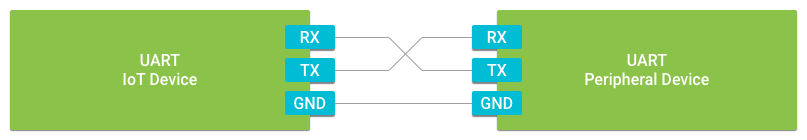 UART
IoT Device
RX
TX
GND
RX
TX
GND
UART
Peripheral Device